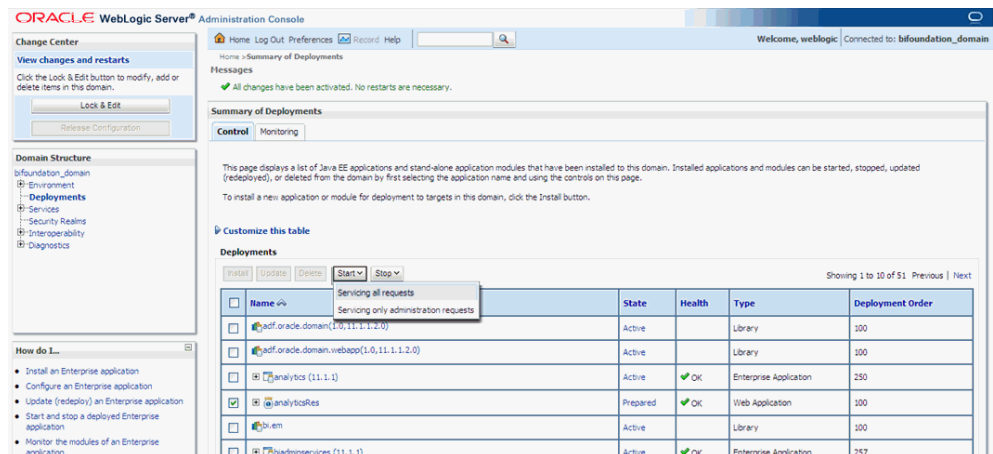 ORACLE WebLogic Server® Administration Console
Change Center
View changes and restarts
Click the Lock & Edit button to modify, add or
delete items in this domain.
Lock & Edit
Release Configuration
Domain Structure
bifoundation_domain
Environment
Deployments
Services
Security Realms
Interoperability
Diagnostics
How do I...
Install an Enterprise application
Configure an Enterprise application
Update (redeploy) an Enterprise application
Start and stop a deployed Enterprise
application
Monitor the modules of an Enterprise
application
Home Log Out Preferences Record Help
Welcome, weblogic Connected to: bifoundation_domain
Home >Summary of Deployments
Messages
All changes have been activated. No restarts are necessary.
Summary of Deployments
Control Monitoring
This page displays a list of Java EE applications and stand-alone application modules that have been installed to this domain. Installed applications and modules can be started, stopped, updated
(redeployed), or deleted from the domain by first selecting the application name and using the controls on this page.
To install a new application or module for deployment to targets in this domain, click the Install button.
Customize this table
Deployments
Install Update Delete Start Stop
Showing 1 to 10 of 51 Previous | Next
Servicing all requests
Servicing only administration requests
Name State Health Type Deployment Order
adf.oracle.domain(1.0,11.1.1.2.0) Active Library 100
adf.oracle.domain.webapp(1.0,11.1.1.2.0) Active Library 100
analytics (11.1.1) Active OK Enterprise Application 250
analyticsRes Prepared OK Web Application 100
bi.em Active Library 100
biadminservices (11.1.1) Active OK Enterprise Application 257